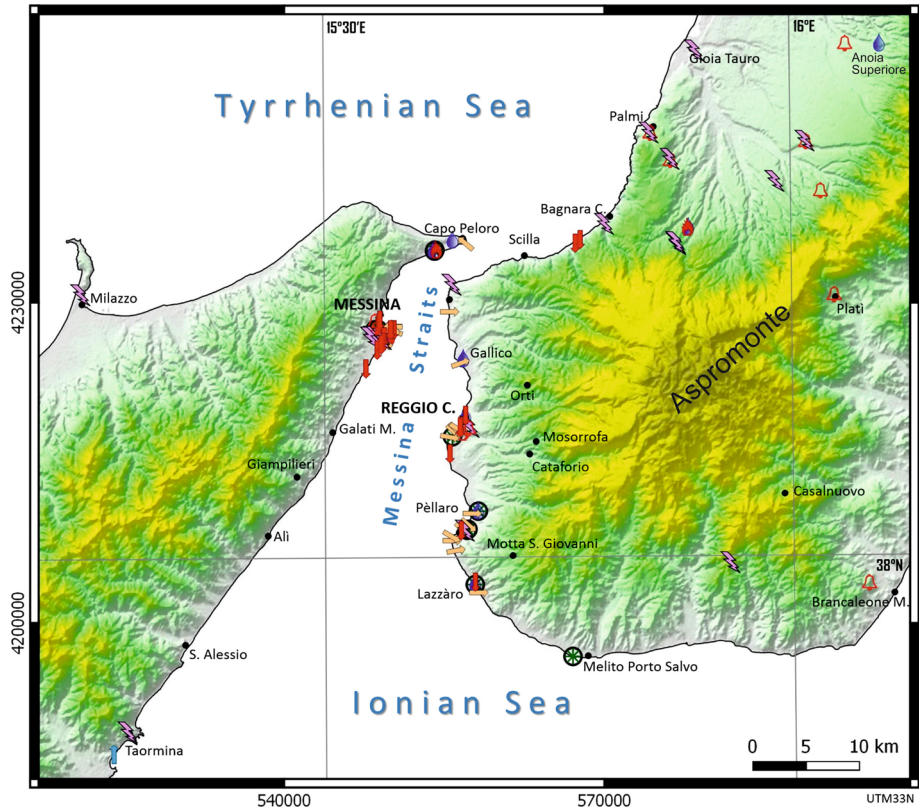 15°30'E
16°E
Gioia Tauro
Anoia
Superiore
Tyrrhenian Sea
Palmi
Bagnara C.
Capo Peloro
Scilla
Milazzo
MESSINA
Platì
4230000
Messina Straits
Gallico
Aspromonte
Orti
REGGIO C.
Galati M.
Mosorrofa
Cataforio
Giampilieri
Casalnuovo
Pèllaro
Alì
Motta S. Giovanni
38°N
Lazzàro
Brancaleone M.
4200000
S. Alessio
Melito Porto Salvo
Ionian Sea
Taormina
0 5 10 km
540000
570000
UTM33N